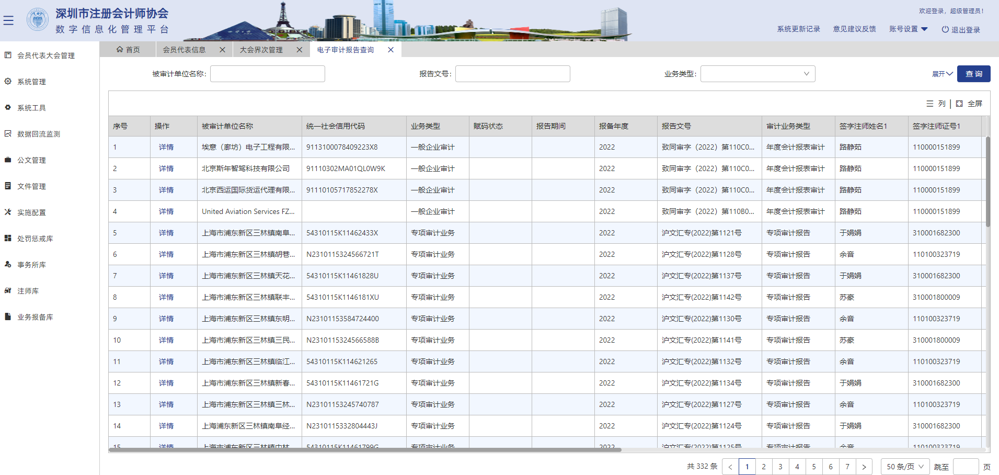 深圳市注册会计师协会
数字信息化管理平台
欢迎登录，超级管理员！
系统更新记录 意见建议反馈 账号设置 退出登录
会员代表大会管理
系统管理
系统工具
数据回流监测
公文管理
文件管理
实施配置
处罚惩戒库
事务所库
注师库
业务报备库
首页 会员代表信息 大会界次管理 电子审计报告查询
被审计单位名称： 报告文号： 业务类型： 展开 查 询
列 全屏
序号 操作 被审计单位名称 统一社会信用代码 业务类型 赋码状态 报告期间 报备年度 报告文号 审计业务类型 签字注师姓名1 签字注师证号1
1 详情 埃意（廊坊）电子工程有限... 9113100078409223X8 一般企业审计 2022 致同审字（2022）第110C0... 年度会计报表审计 路静茹 110000151899
2 详情 北京斯年智驾科技有限公司 91110302MA01QL0W9K 一般企业审计 2022 致同审字（2022）第110C0... 年度会计报表审计 路静茹 110000151899
3 详情 北京西运国际货运代理有限... 91110105717852278X 一般企业审计 2022 致同审字（2022）第110C0... 年度会计报表审计 路静茹 110000151899
4 详情 United Aviation Services FZ... 一般企业审计 2022 致同审字（2022）第110B0... 年度会计报表审计 路静茹 110000151899
5 详情 上海市浦东新区三林镇南阜... 54310115K11462433X 专项审计业务 2022 沪文汇专(2022)第1121号 专项审计报告 于娟娟 310001682300
6 详情 上海市浦东新区三林镇胡巷... N2310115324566721T 专项审计业务 2022 沪文汇专(2022)第1128号 专项审计报告 余音 110100323719
7 详情 上海市浦东新区三林镇天花... 54310115K11461828U 专项审计业务 2022 沪文汇专(2022)第1137号 专项审计报告 于娟娟 310001682300
8 详情 上海市浦东新区三林镇联丰... 54310115K1146181XU 专项审计业务 2022 沪文汇专(2022)第1142号 专项审计报告 苏豪 310001800009
9 详情 上海市浦东新区三林镇东明... N23101153584724400 专项审计业务 2022 沪文汇专(2022)第1130号 专项审计报告 余音 110100323719
10 详情 上海市浦东新区三林镇三民... N2310115324566588B 专项审计业务 2022 沪文汇专(2022)第1141号 专项审计报告 苏豪 310001800009
11 详情 上海市浦东新区三林镇临江... 54310115K114621265 专项审计业务 2022 沪文汇专(2022)第1132号 专项审计报告 余音 110100323719
12 详情 上海市浦东新区三林镇新春... 54310115K11461721G 专项审计业务 2022 沪文汇专(2022)第1134号 专项审计报告 于娟娟 310001682300
13 详情 上海市浦东新区三林镇三林... N23101153245740787 专项审计业务 2022 沪文汇专(2022)第1127号 专项审计报告 余音 110100323719
14 详情 上海浦东新区三林镇南阜经... N2310115332804443J 专项审计业务 2022 沪文汇专(2022)第1124号 专项审计报告 于娟娟 310001682300
15 详情 上海市浦东新区三林镇中林... 54310115K11461799G 专项审计业务 2022 沪文汇专(2022)第1125号 专项审计报告 余音 110100323719
共 332 条 < 1 2 3 4 5 6 7 > 50 条/页 跳至 页